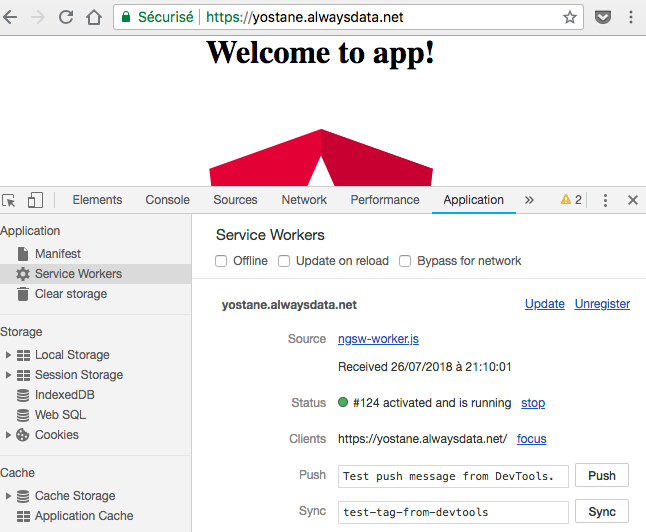 Sécurisé https://yostane.alwaysdata.net
Welcome to app!
Elements Console Sources Network Performance Application » 2
Application
Manifest
Service Workers
Clear storage
Storage
Local Storage
Session Storage
IndexedDB
Web SQL
Cookies
Cache
Cache Storage
Application Cache
Service Workers
Offline Update on reload Bypass for network
yostane.alwaysdata.net Update Unregister
Source ngsw-worker.js
Received 26/07/2018 à 21:10:01
Status #124 activated and is running stop
Clients https://yostane.alwaysdata.net/ focus
Push Test push message from DevTools. Push
Sync test-tag-from-devtools Sync